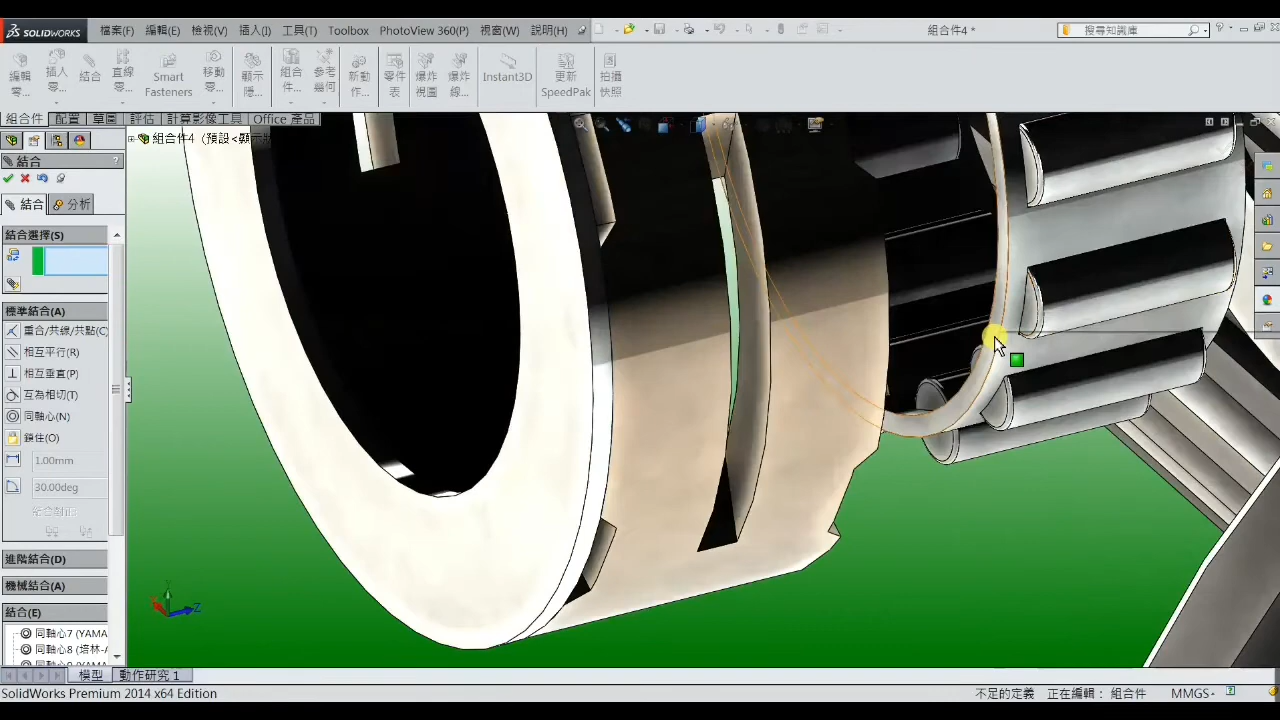 SOLIDWORKS 檔案(F) 編輯(E) 檢視(V) 插入(I) 工具(T) Toolbox PhotoView 360(P) 視窗(W) 說明(H) 組合件4 * 搜尋知識庫
編輯 零... 插入 零... 結合 直線 零... Smart Fasteners 移動 零... 顯示 隱... 組合 件... 參考 幾何 新動 作... 零件 表 爆炸 視圖 爆炸 線... Instant3D 更新 SpeedPak 拍攝 快照
組合件 配置 草圖 評估 計算影像工具 Office 產品
組合件4 (預設<顯示
結合 ?
結合 分析
結合選擇(S)
標準結合(A)
重合/共線/共點(C)
相互平行(R)
相互垂直(P)
互為相切(T)
同軸心(N)
鎖住(O)
1.00mm
30.00deg
結合對正:
進階結合(D)
機械結合(A)
結合(E)
同軸心7 (YAMA
同軸心8 (塔林-A
Y
X
Z
模型 動作研究 1
SolidWorks Premium 2014 x64 Edition 不足的定義 正在編輯: 組合件 MMGS